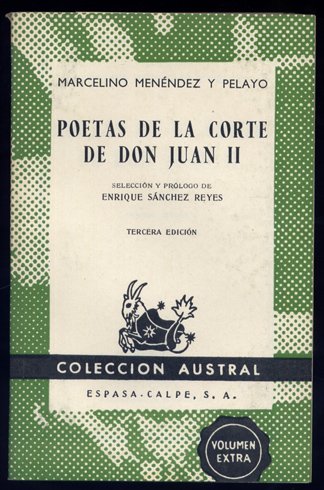 MARCELINO MENÉNDEZ Y PELAYO
POETAS DE LA CORTE
DE DON JUAN II
SELECCIÓN Y PRÓLOGO DE
ENRIQUE SÁNCHEZ REYES
TERCERA EDICIÓN
COLECCION AUSTRAL
ESPASA-CALPE, S. A.
VOLUMEN
EXTRA